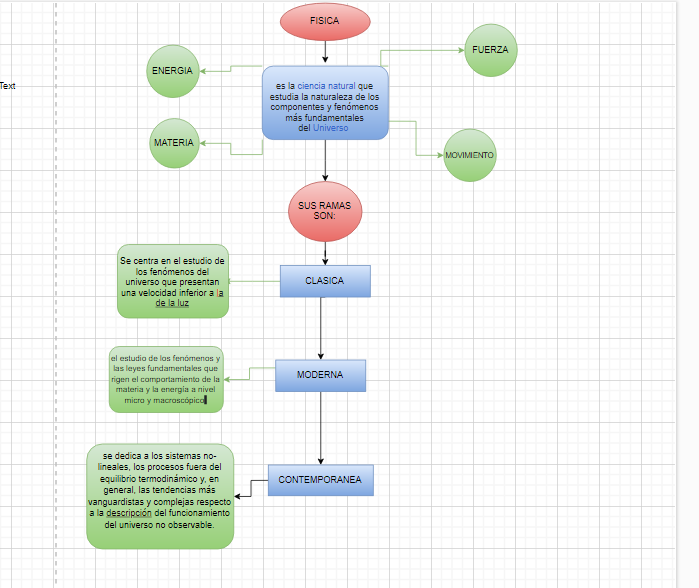 FISICA
FUERZA
ENERGIA
Text
es la ciencia natural que
estudia la naturaleza de los
componentes y fenómenos
más fundamentales
del Universo
MATERIA
MOVIMIENTO
SUS RAMAS
SON:
Se centra en el estudio de
los fenómenos del
universo que presentan
una velocidad inferior a la
de la luz
CLASICA
el estudio de los fenómenos y
las leyes fundamentales que
rigen el comportamiento de la
materia y la energía a nivel
micro y macroscópico
MODERNA
se dedica a los sistemas no-
lineales, los procesos fuera del
equilibrio termodinámico y, en
general, las tendencias más
vanguardistas y complejas respecto
a la descripción del funcionamiento
del universo no observable.
CONTEMPORANEA